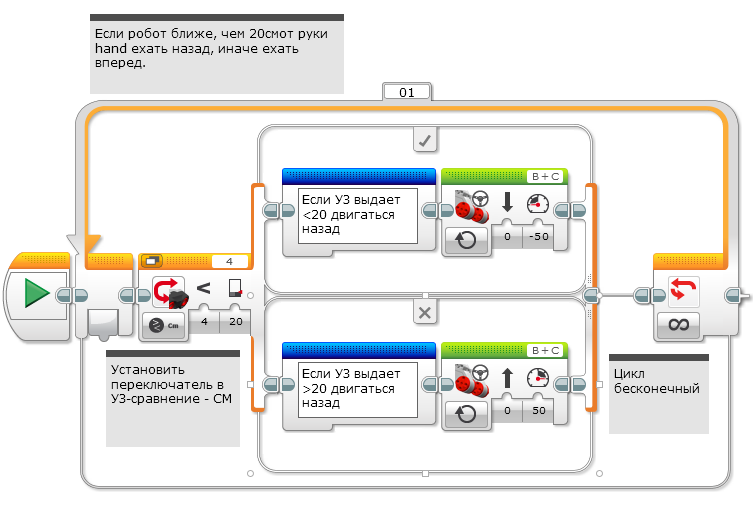 Если робот ближе, чем 20смот руки
hand ехать назад, иначе ехать
вперед.
01
B + C
Если УЗ выдает
<20 двигаться
назад
0
-50
4
<
Cm
4
20
∞
B + C
Если УЗ выдает
>20 двигаться
назад
0
50
Установить
переключатель в
УЗ-сравнение - СМ
Цикл
бесконечный